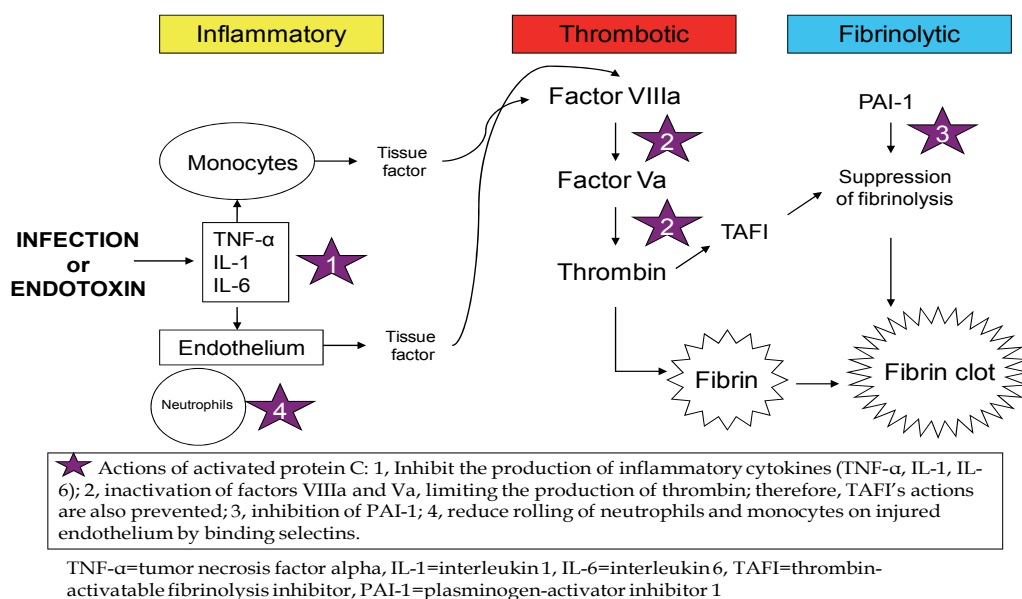 Inflammatory
Thrombotic
Fibrinolytic
Factor VIIIa
PAI-1
2
3
Monocytes
Tissue
factor
Factor Va
Suppression
of fibrinolysis
INFECTION
or
ENDOTOXIN
TNF-α
IL-1
IL-6
1
2
TAFI
Thrombin
Endothelium
Tissue
factor
Neutrophils
4
Fibrin
Fibrin clot
Actions of activated protein C: 1, Inhibit the production of inflammatory cytokines (TNF-α, IL-1, IL-
6); 2, inactivation of factors VIIIa and Va, limiting the production of thrombin; therefore, TAFI's actions
are also prevented; 3, inhibition of PAI-1; 4, reduce rolling of neutrophils and monocytes on injured
endothelium by binding selectins.
TNF-α=tumor necrosis factor alpha, IL-1=interleukin 1, IL-6=interleukin 6, TAFI=thrombin-
activatable fibrinolysis inhibitor, PAI-1=plasminogen-activator inhibitor 1